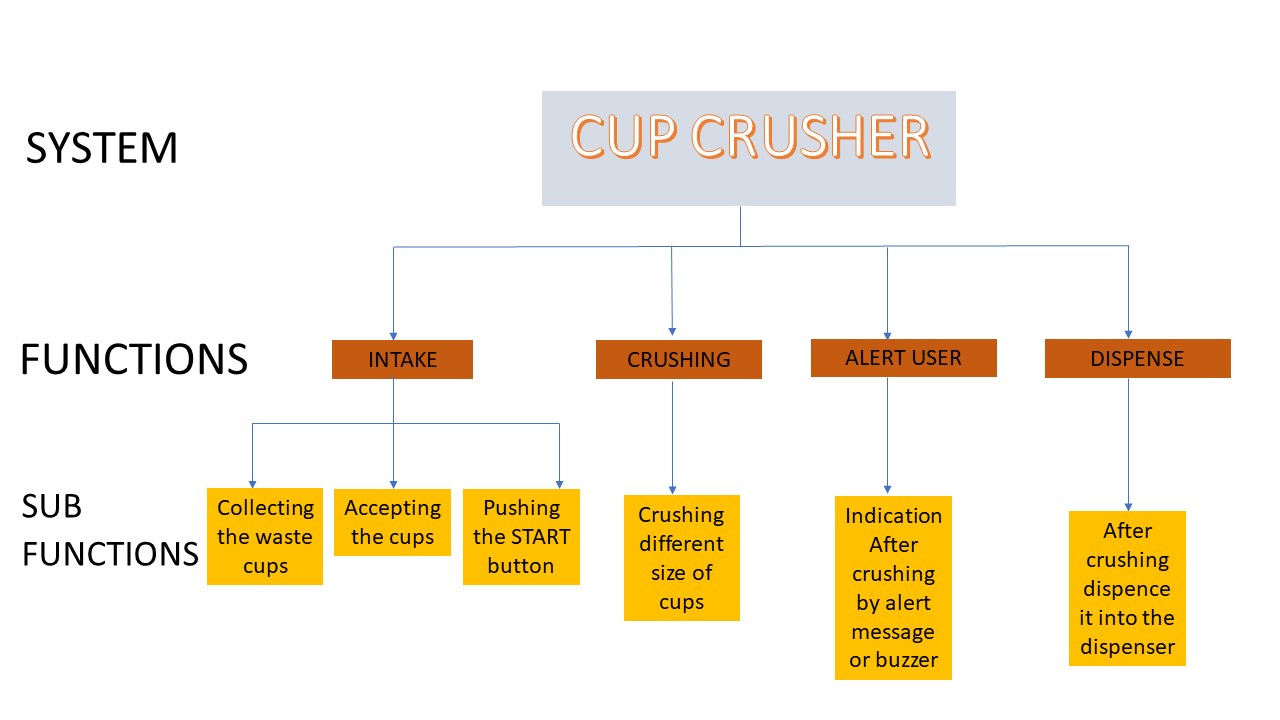 SYSTEM
CUP CRUSHER
FUNCTIONS
INTAKE
CRUSHING
ALERT USER
DISPENSE
SUB
FUNCTIONS
Collecting
the waste
cups
Accepting
the cups
Pushing
the START
button
Crushing
different
size of
cups
Indication
After
crushing
by alert
message
or buzzer
After
crushing
dispence
it into the
dispenser